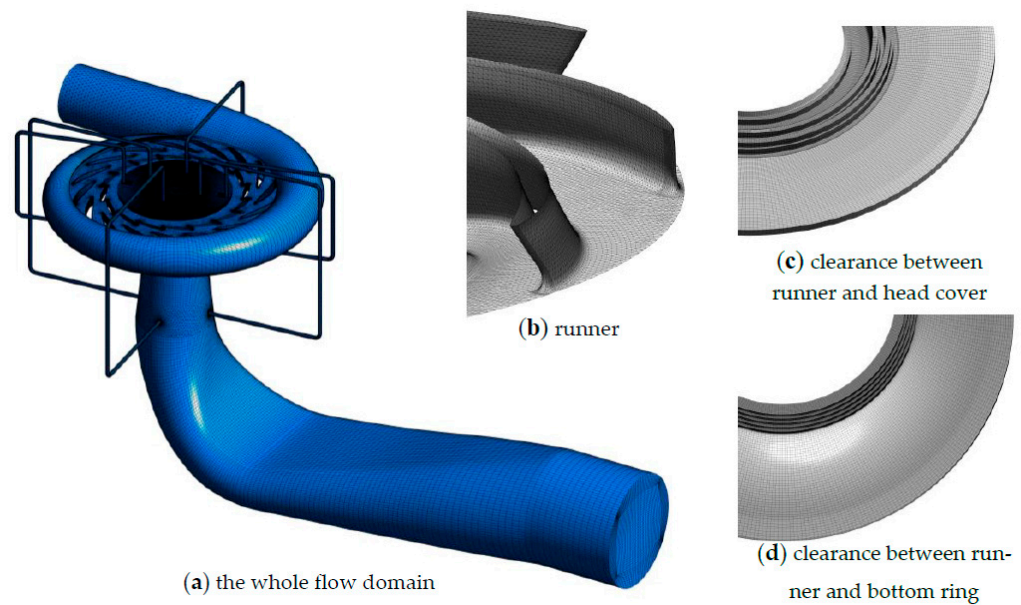 (a) the whole flow domain
(b) runner
(c) clearance between
runner and head cover
(d) clearance between run-
ner and bottom ring